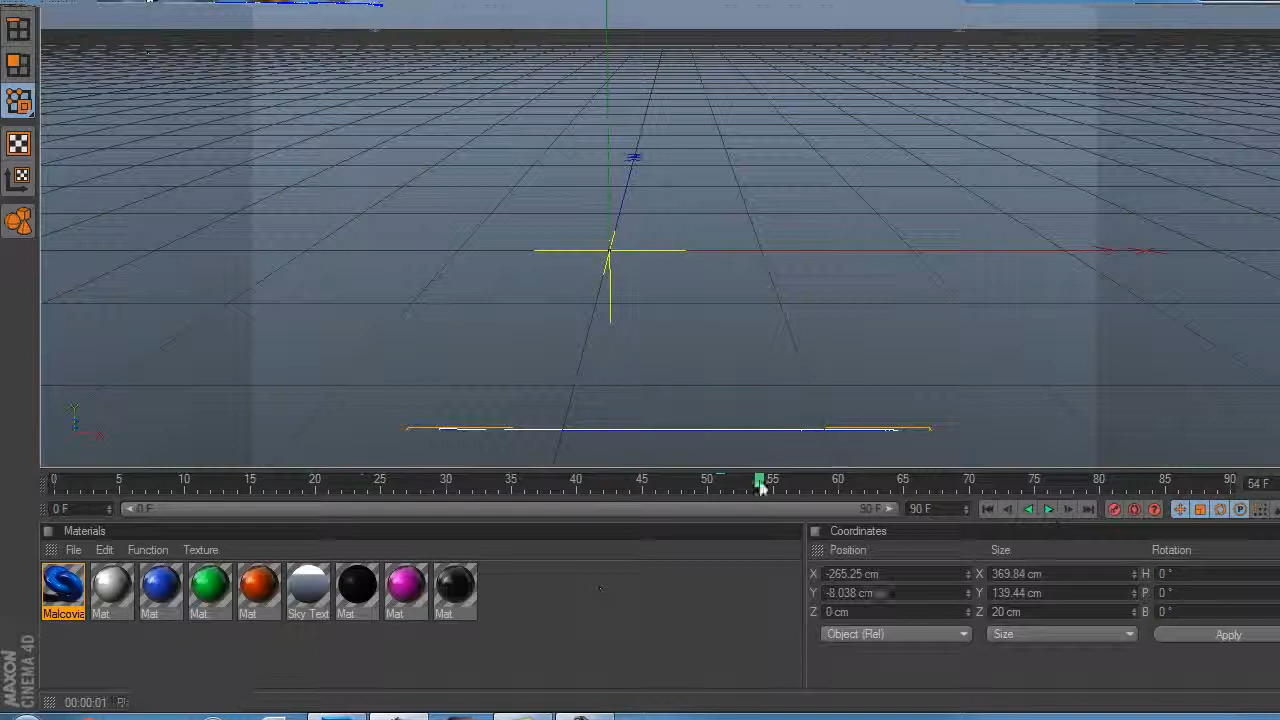 0 5 10 15 20 25 30 35 40 45 50 55 60 65 70 75 80 85 90 54 F
0 F 0 F 90 F 90 F
Materials
File Edit Function Texture
Malcovia Mat Mat Mat Mat Sky Text Mat Mat Mat
Coordinates
Position Size Rotation
X -265.25 cm X 369.84 cm H 0 °
Y -8.038 cm Y 139.44 cm P 0 °
Z 0 cm Z 20 cm B 0 °
Object (Rel) Size Apply
MAXON
CINEMA 4D
00:00:01